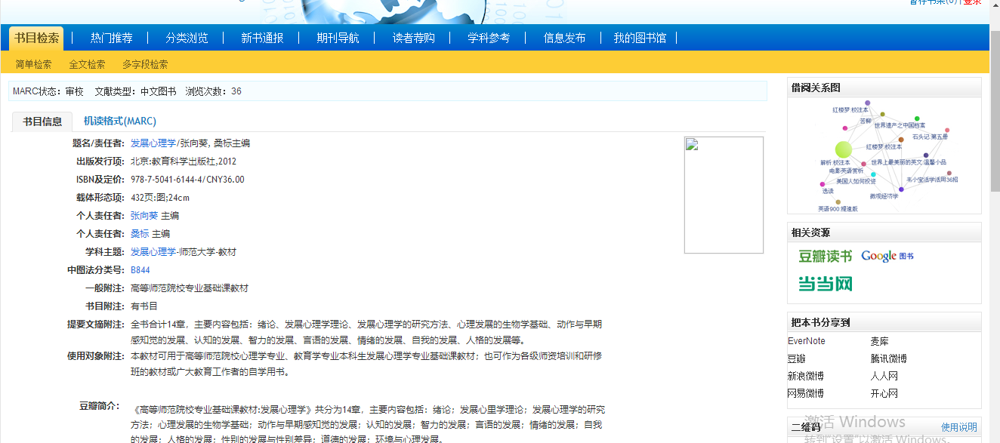 暂存书架(0)|登录
书目检索 热门推荐 分类浏览 新书通报 期刊导航 读者荐购 学科参考 信息发布 我的图书馆
简单检索 全文检索 多字段检索
MARC状态：审校 文献类型：中文图书 浏览次数：36
书目信息 机读格式(MARC)
题名/责任者: 发展心理学/张向葵, 桑标主编
出版发行项: 北京:教育科学出版社,2012
ISBN及定价: 978-7-5041-6144-4/CNY36.00
载体形态项: 432页:图;24cm
个人责任者: 张向葵 主编
个人责任者: 桑标 主编
学科主题: 发展心理学-师范大学-教材
中图法分类号: B844
一般附注: 高等师范院校专业基础课教材
书目附注: 有书目
提要文摘附注: 全书合计14章，主要内容包括：绪论、发展心理学理论、发展心理学的研究方法、心理发展的生物学基础、动作与早期
感知觉的发展、认知的发展、智力的发展、言语的发展、情绪的发展、自我的发展、人格的发展等。
使用对象附注: 本教材可用于高等师范院校心理学专业、教育学专业本科生发展心理学专业基础课教材；也可作为各级师资培训和研修
班的教材或广大教育工作者的自学用书。
豆瓣简介: 《高等师范院校专业基础课教材:发展心理学》共分为14章，主要内容包括：绪论；发展心里学理论；发展心理学的研究
方法；心理发展的生物学基础；动作与早期感知觉的发展；认知的发展；智力的发展；言语的发展；情绪的发展；自我
的发展；人格的发展；性别的发展与性别差异；道德的发展；环境与心理发展。
借阅关系图
红楼梦:校注本
苦柳
世界遗产之中国档案
石头记.第五册
红楼梦:校注本
解析:校注本
世界上最美丽的英文.温馨小品
电影英语赏析
美国人如何投资
韦小宝活学活用36招
选读
微观经济学
英语900:提速版
相关资源
豆瓣读书 Google 图书
当当网
把本书分享到
EverNote 麦库
豆瓣 腾讯微博
新浪微博 人人网
网易微博 开心网
二维码 使用说明
激活 Windows
转到"设置"以激活 Windows。